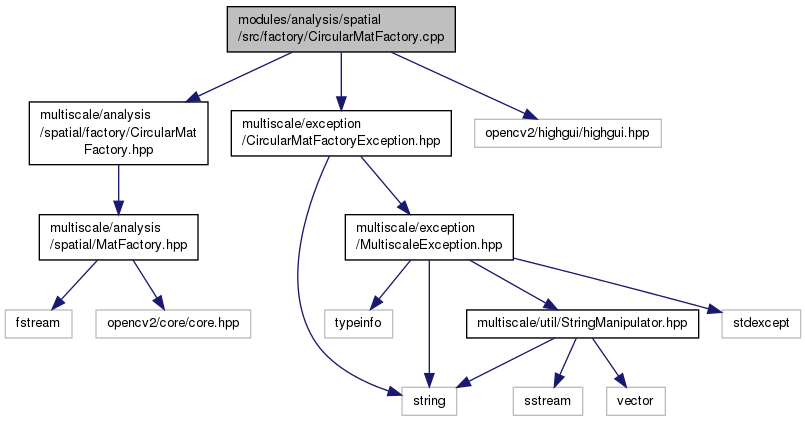 modules/analysis/spatial
/src/factory/CircularMatFactory.cpp
multiscale/analysis
/spatial/factory/CircularMat
Factory.hpp
multiscale/exception
/CircularMatFactoryException.hpp
opencv2/highgui/highgui.hpp
multiscale/analysis
/spatial/MatFactory.hpp
multiscale/exception
/MultiscaleException.hpp
fstream
opencv2/core/core.hpp
typeinfo
multiscale/util/StringManipulator.hpp
stdexcept
string
sstream
vector